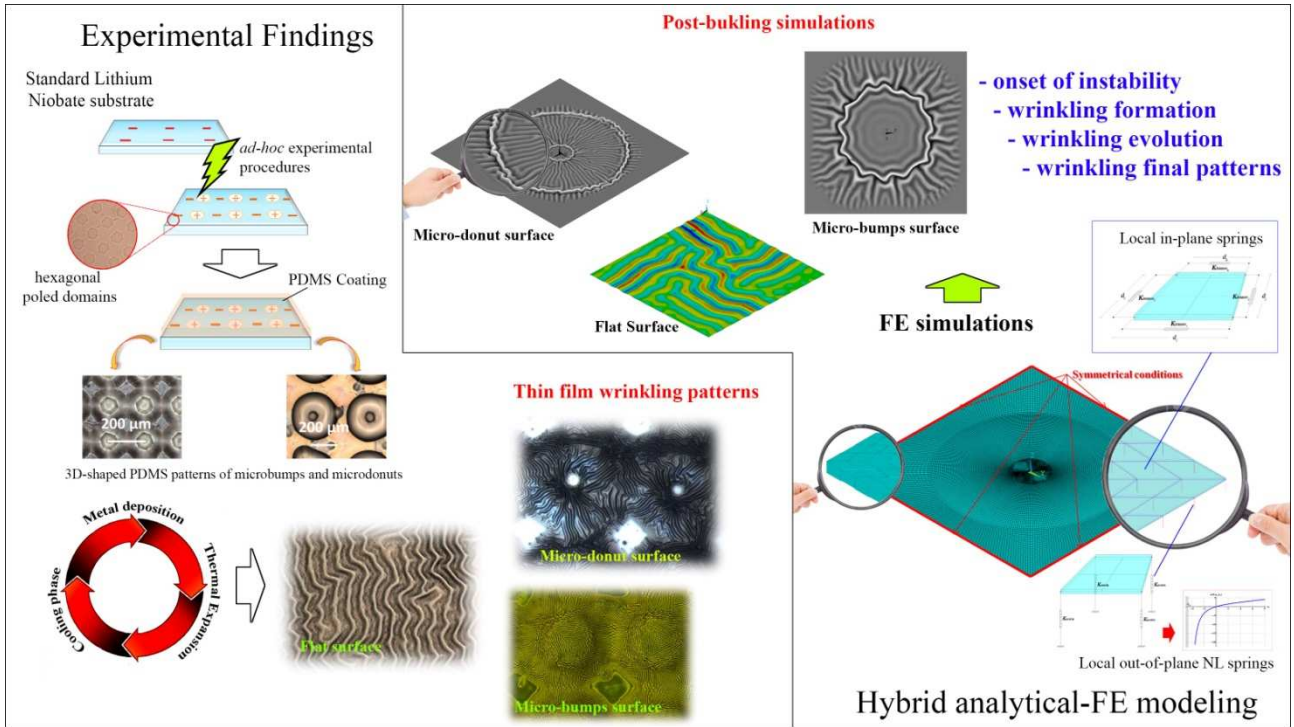 Experimental Findings
Standard Lithium
Niobate substrate
ad-hoc experimental
procedures
hexagonal
poled domains
PDMS Coating
200 µm
200 µm
3D-shaped PDMS patterns of microbumps and microdonuts
Metal deposition
Thermal Expansion
Cooling phase
Flat surface
Thin film wrinkling patterns
Micro-donut surface
Micro-bumps surface
Post-bukling simulations
Micro-donut surface
Flat Surface
Micro-bumps surface
- onset of instability
- wrinkling formation
- wrinkling evolution
- wrinkling final patterns
FE simulations
Local in-plane springs
Symmetrical conditions
Local out-of-plane NL springs
Hybrid analytical-FE modeling